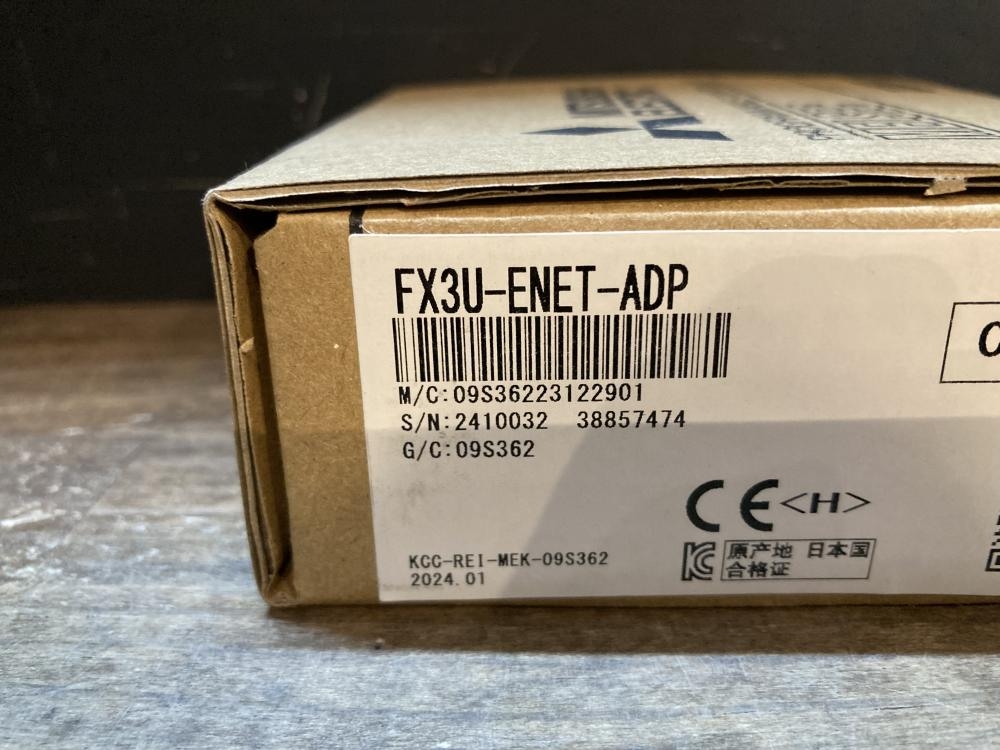 FX3U-ENET-ADP
M/C:09S36223122901
S/N:2410032 38857474
G/C:09S362
CE<H>
KCC-REI-MEK-09S362
2024.01
原产地 日本国
合格证